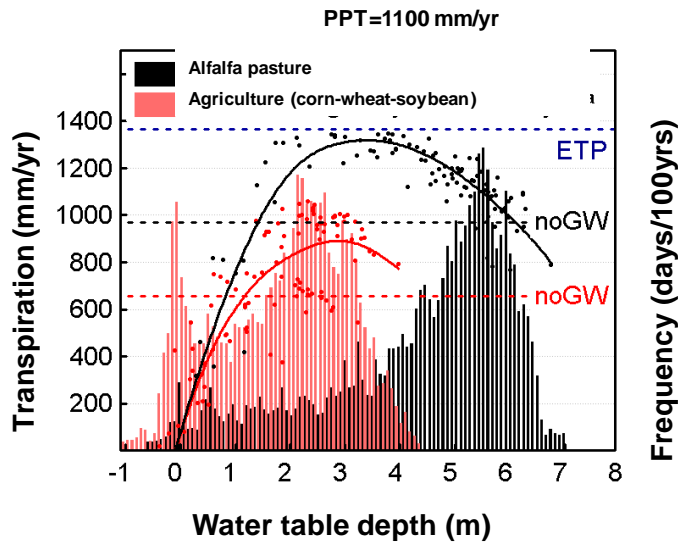 PPT=1100 mm/yr
Alfalfa pasture
Agriculture (corn-wheat-soybean)
Transpiration (mm/yr)
1400
1200
1000
800
600
400
200
ETP
noGW
noGW
Frequency (days/100yrs)
-1 0 1 2 3 4 5 6 7 8
Water table depth (m)